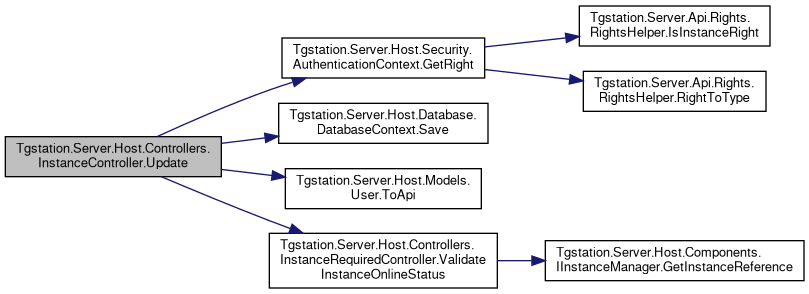 Tgstation.Server.Host.Controllers.
InstanceController.Update
Tgstation.Server.Host.Security.
AuthenticationContext.GetRight
Tgstation.Server.Api.Rights.
RightsHelper.IsInstanceRight
Tgstation.Server.Api.Rights.
RightsHelper.RightToType
Tgstation.Server.Host.Database.
DatabaseContext.Save
Tgstation.Server.Host.Models.
User.ToApi
Tgstation.Server.Host.Controllers.
InstanceRequiredController.Validate
InstanceOnlineStatus
Tgstation.Server.Host.Components.
IInstanceManager.GetInstanceReference